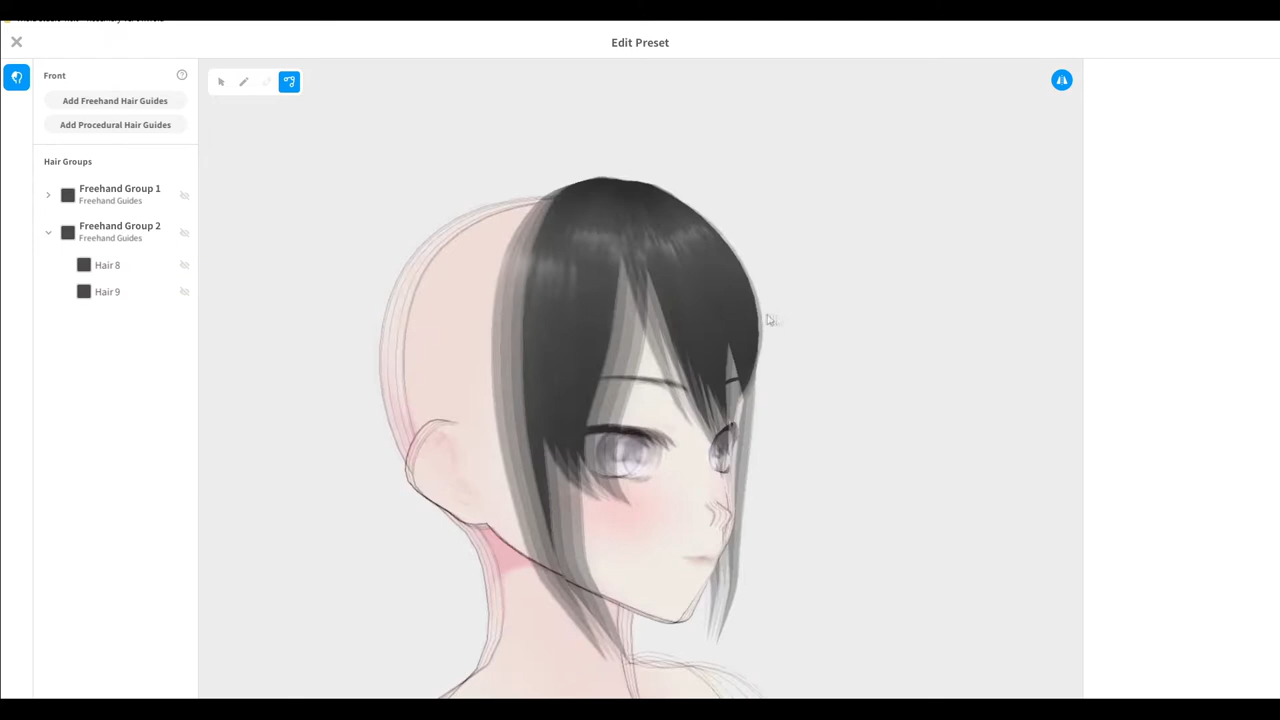 Edit Preset
Front
Add Freehand Hair Guides
Add Procedural Hair Guides
Hair Groups
Freehand Group 1
Freehand Guides
Freehand Group 2
Freehand Guides
Hair 8
Hair 9